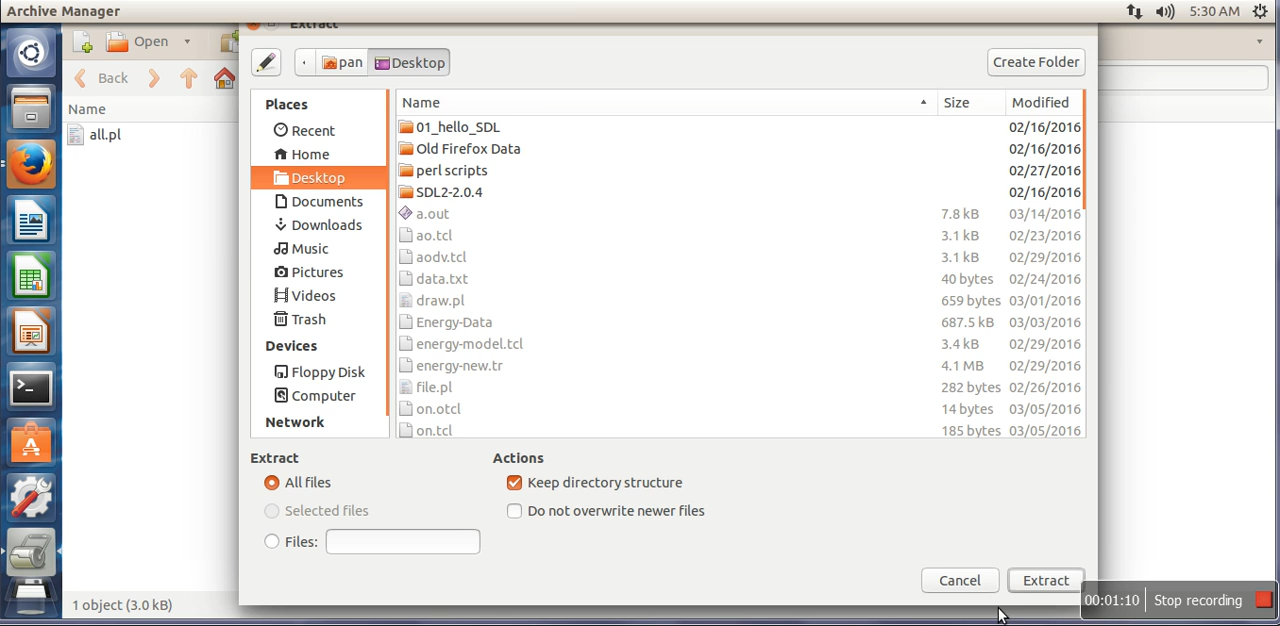 Archive Manager
5:30 AM
Extract
Open
Back
Name
all.pl
pan
Desktop
Create Folder
Places
Recent
Home
Desktop
Documents
Downloads
Music
Pictures
Videos
Trash
Devices
Floppy Disk
Computer
Network
Name Size Modified
01_hello_SDL 02/16/2016
Old Firefox Data 02/16/2016
perl scripts 02/27/2016
SDL2-2.0.4 02/16/2016
a.out 7.8 kB 03/14/2016
ao.tcl 3.1 kB 02/23/2016
aodv.tcl 3.1 kB 02/29/2016
data.txt 40 bytes 02/24/2016
draw.pl 659 bytes 03/01/2016
Energy-Data 687.5 kB 03/03/2016
energy-model.tcl 3.4 kB 02/29/2016
energy-new.tr 4.1 MB 02/29/2016
file.pl 282 bytes 02/26/2016
on.otcl 14 bytes 03/05/2016
on.tcl 185 bytes 03/05/2016
Extract
All files
Selected files
Files:
Actions
Keep directory structure
Do not overwrite newer files
Cancel
Extract
1 object (3.0 kB)
00:01:10
Stop recording